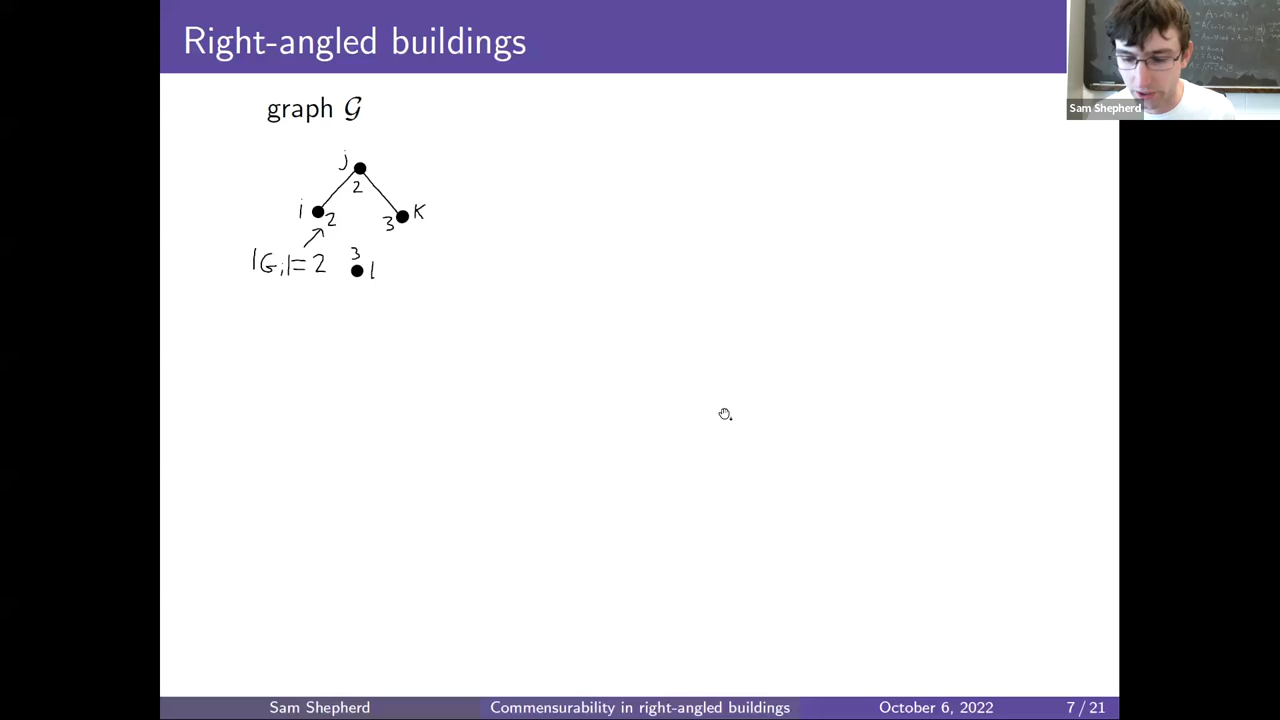 Right-angled buildings
Sam Shepherd
graph 𝒢
j
2
i 2
3 K
|Gᵢ|= 2
3
l
Sam Shepherd
Commensurability in right-angled buildings
October 6, 2022
7 / 21